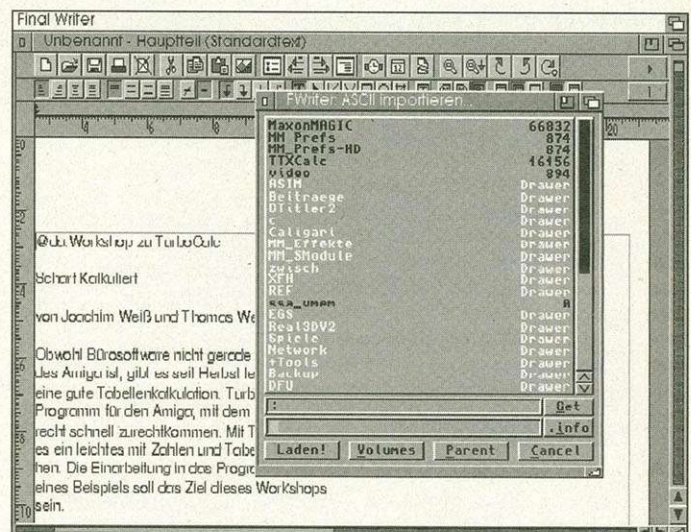 Final Writer
Unbenannt - Hauptteil (Standardtext)
FWriter ASCII importieren...
MaxonMAGIC 66832
MM_Prefs 874
MM_Prefs-HD 874
TTXCalc 16156
video 894
ASIM Drawer
Beitraege Drawer
DTitler2 Drawer
c Drawer
Caligari Drawer
MM_Effekte Drawer
MM_SModule Drawer
zwisch Drawer
XFH Drawer
REF Drawer
EGS Drawer
Real3DV2 Drawer
Spiele Drawer
Network Drawer
+Tools Drawer
Backup Drawer
DFU Drawer
:
Get
.info
Laden! Volumes Parent Cancel
Workshop zu TurboCalc
Scharf Kalkuliert
von Joachim Weiß und Thomas We
Obwohl Bürosoftware nicht gerade
des Amiga ist, gibt es seit Herbst le
eine gute Tabellenkalkulation. Turb
Programm für den Amiga, mit dem
recht schnell zurechtkommen. Mit T
es ein leichtes mit Zahlen und Tabe
hen. Die Einarbeitung in das Progra
eines Beispiels soll das Ziel dieses Workshops
sein.